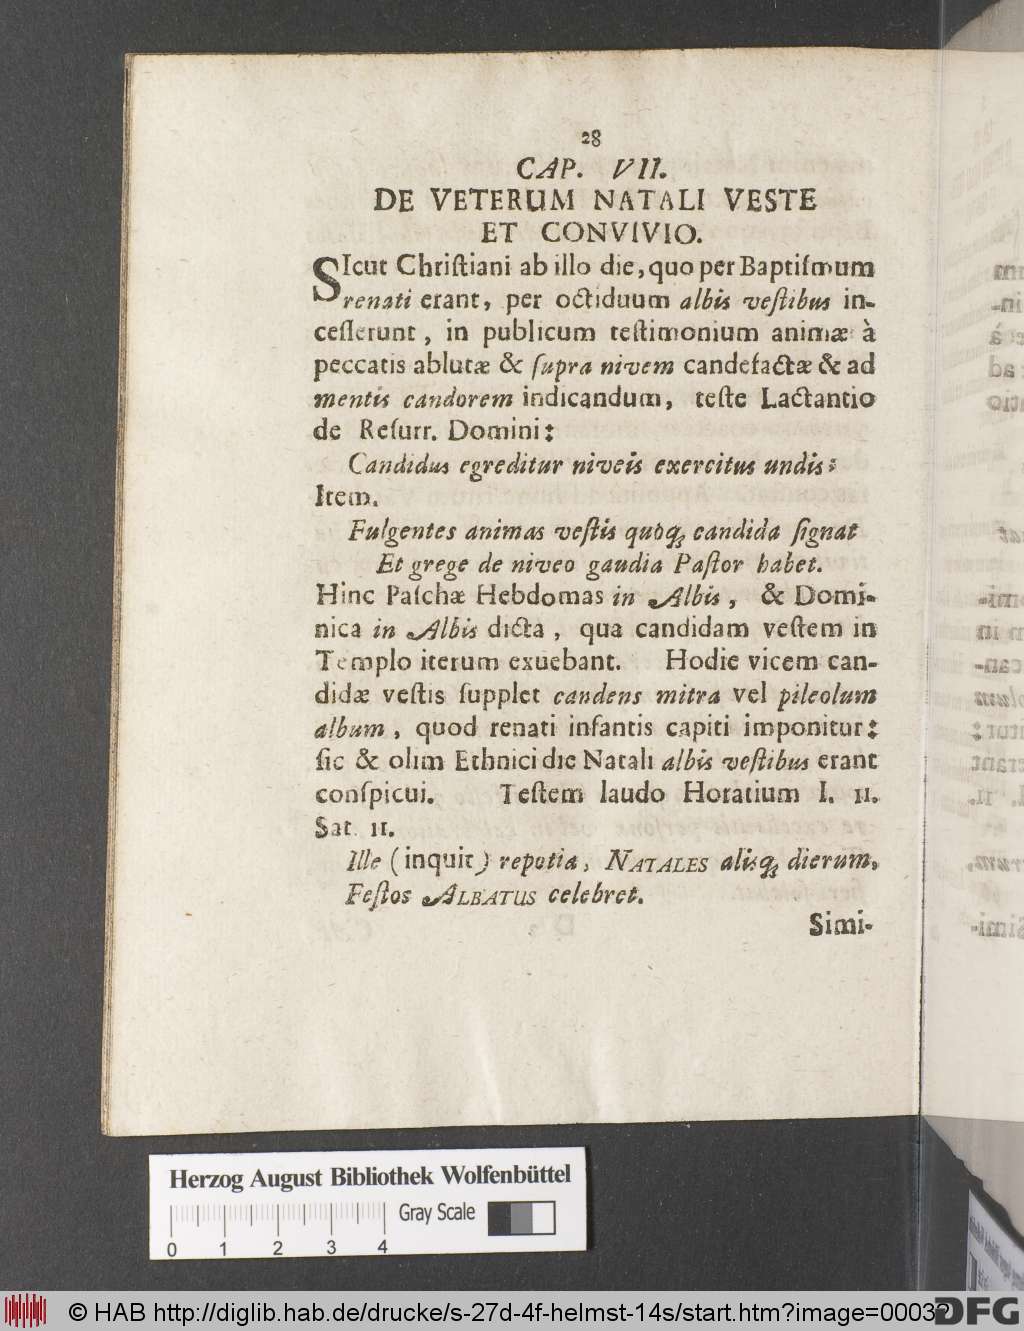 28
CAP. VII.
DE VETERUM NATALI VESTE
ET CONVIVIO.
SIcut Chriſtiani ab illo die, quo per Baptiſmum
renati erant, per octiduum albis veſtibus in-
ceſſerunt, in publicum teſtimonium animæ à
peccatis ablutæ & ſupra nivem candefactæ & ad
mentis candorem indicandum, teſte Lactantio
de Reſurr. Domini:
Candidus egreditur niveis exercitus undis:
Item.
Fulgentes animas veſtis quoq; candida ſignat
Et grege de niveo gaudia Paſtor habet.
Hinc Paſchæ Hebdomas in Albis, & Domi-
nica in Albis dicta, qua candidam veſtem in
Templo iterum exuebant. Hodie vicem can-
didæ veſtis ſupplet candens mitra vel pileolum
album, quod renati infantis capiti imponitur:
ſic & olim Ethnici die Natali albis veſtibus erant
conſpicui. Teſtem laudo Horatium l. II.
Sat. II.
Ille (inquit) repotia, NATALES alisq; dierum,
Feſtos ALBATUS celebret.
Simi-
Herzog August Bibliothek Wolfenbüttel
Gray Scale
0 1 2 3 4
© HAB http://diglib.hab.de/drucke/s-27d-4f-helmst-14s/start.htm?image=00032
DFG